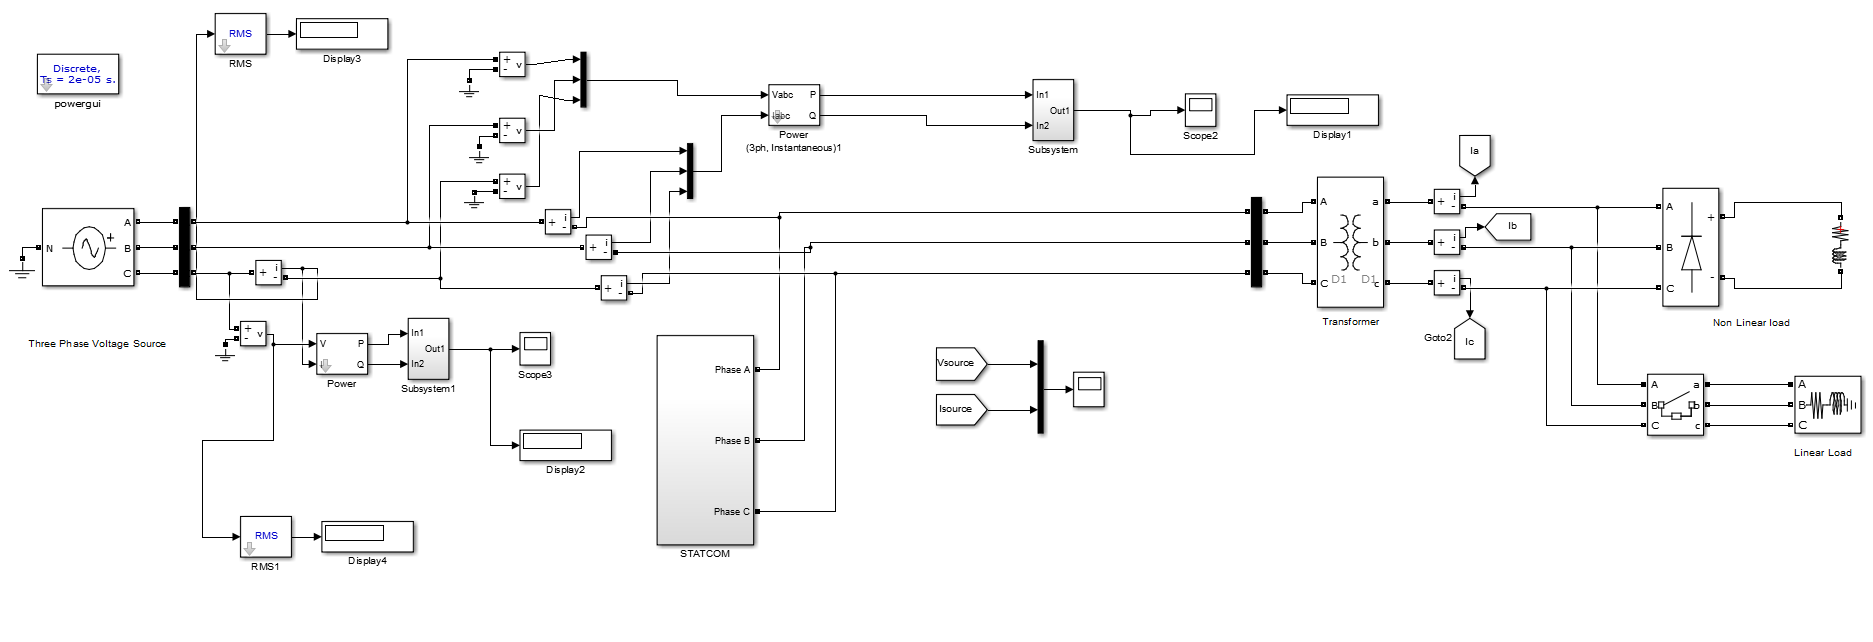 RMS
RMS
Display3
Discrete,
Ts = 2e-05 s.
powergui
+
-
v
+
-
v
+
-
v
Vabc
P
Iabc
Q
Power
(3ph, Instantaneous)1
In1
Out1
In2
Subsystem
Scope2
Display1
Ia
Ib
Ic
Goto2
N
A
B
C
+
Three Phase Voltage Source
+
i
-
+
i
-
+
i
-
+
i
-
+
-
v
V
P
I
Q
Power
In1
Out1
In2
Subsystem1
Scope3
Display2
RMS
RMS1
Display4
Phase A
Phase B
Phase C
STATCOM
Vsource
Isource
A
a
B
b
C
c
D1
D1
Transformer
+
i
-
+
i
-
+
i
-
A
B
C
+
-
Non Linear load
A
a
B
b
C
c
A
B
C
Linear Load